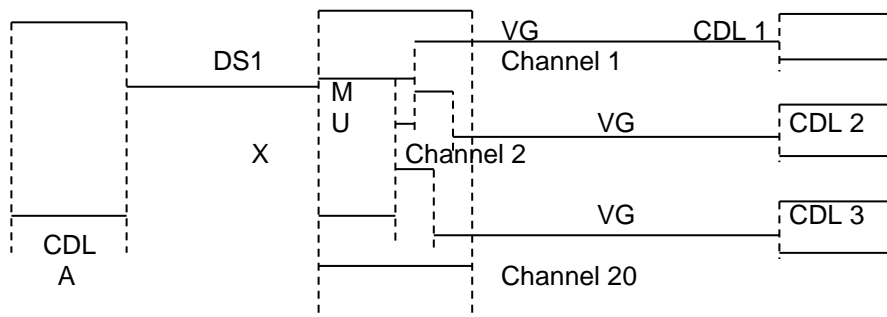 VG CDL 1
DS1 Channel 1
M
U VG CDL 2
X Channel 2
VG CDL 3
CDL
A Channel 20